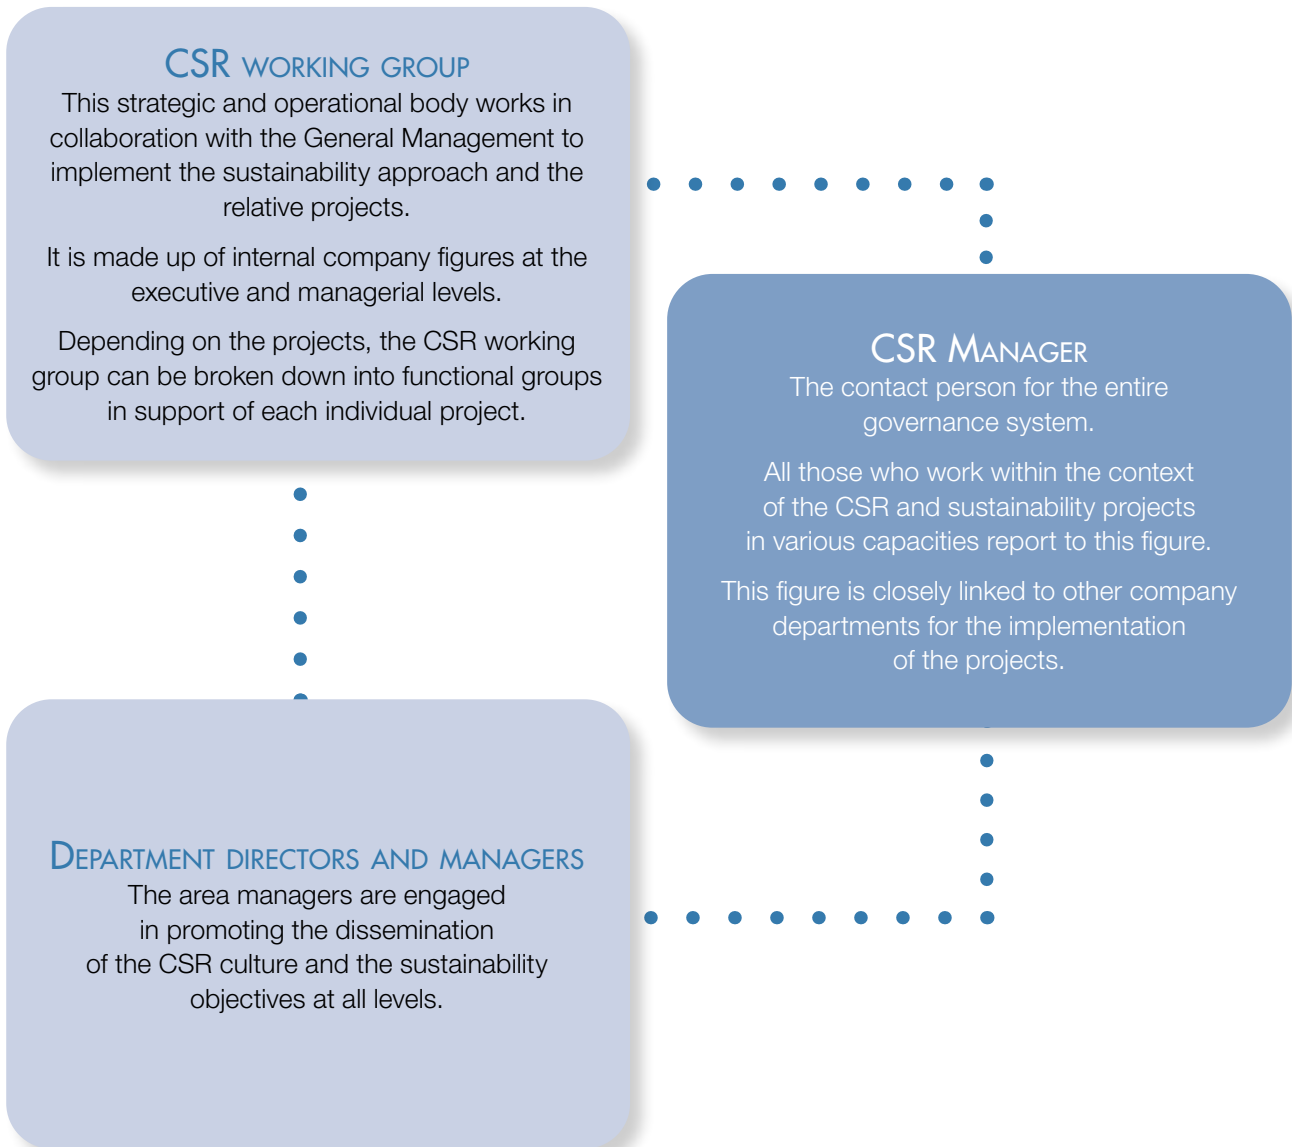 CSR working group
This strategic and operational body works in
collaboration with the General Management to
implement the sustainability approach and the
relative projects.
It is made up of internal company figures at the
executive and managerial levels.
Depending on the projects, the CSR working
group can be broken down into functional groups
in support of each individual project.
CSR Manager
The contact person for the entire
governance system.
All those who work within the context
of the CSR and sustainability projects
in various capacities report to this figure.
This figure is closely linked to other company
departments for the implementation
of the projects.
Department directors and managers
The area managers are engaged
in promoting the dissemination
of the CSR culture and the sustainability
objectives at all levels.